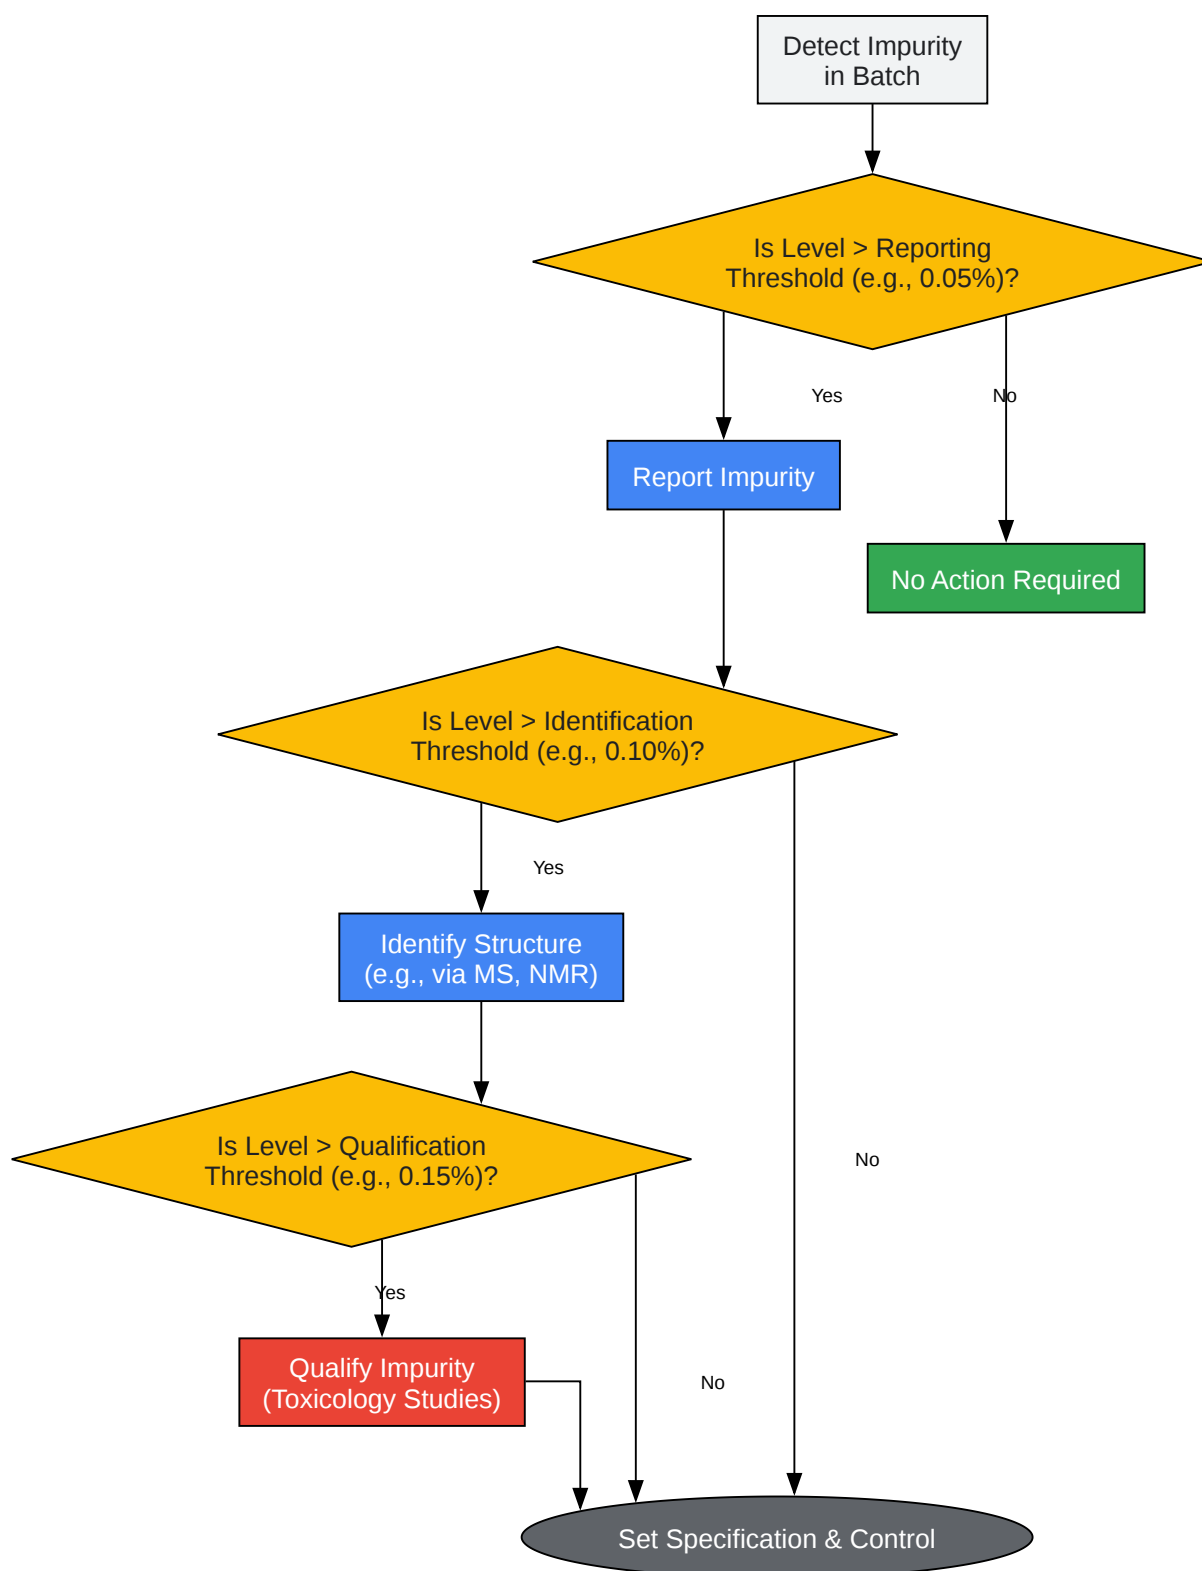 Detect Impurity
in Batch
Is Level > Reporting
Threshold (e.g., 0.05%)?
Yes
No
Report Impurity
No Action Required
Is Level > Identification
Threshold (e.g., 0.10%)?
Yes
Identify Structure
(e.g., via MS, NMR)
Is Level > Qualification
Threshold (e.g., 0.15%)?
No
Yes
Qualify Impurity
(Toxicology Studies)
No
Set Specification & Control